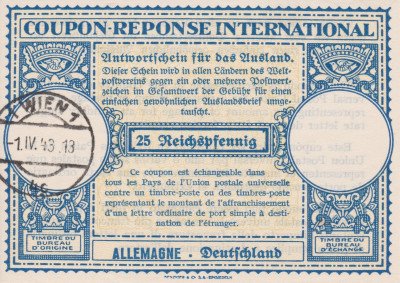 COUPON-REPONSE INTERNATIONAL
Antwortschein für das Ausland.
Dieser Schein wird in allen Ländern des Welt-
postvereins gegen ein oder mehrere Postwert-
zeichen im Gesamtwert der Gebühr für einen
einfachen gewöhnlichen Auslandsbrief umge-
tauscht.
WIEN 1
-1.IV.43.13
25 Reichspfennig
Ce coupon est échangeable dans
tous les Pays de l'Union postale universelle
contre un timbre-poste ou des timbres-poste
représentant le montant de l'affranchissement
d'une lettre ordinaire de port simple à desti-
nation de l'étranger.
TIMBRE DU
BUREAU
D'ORIGINE
TIMBRE DU
BUREAU
D'ÉCHANGE
ALLEMAGNE - Deutschland